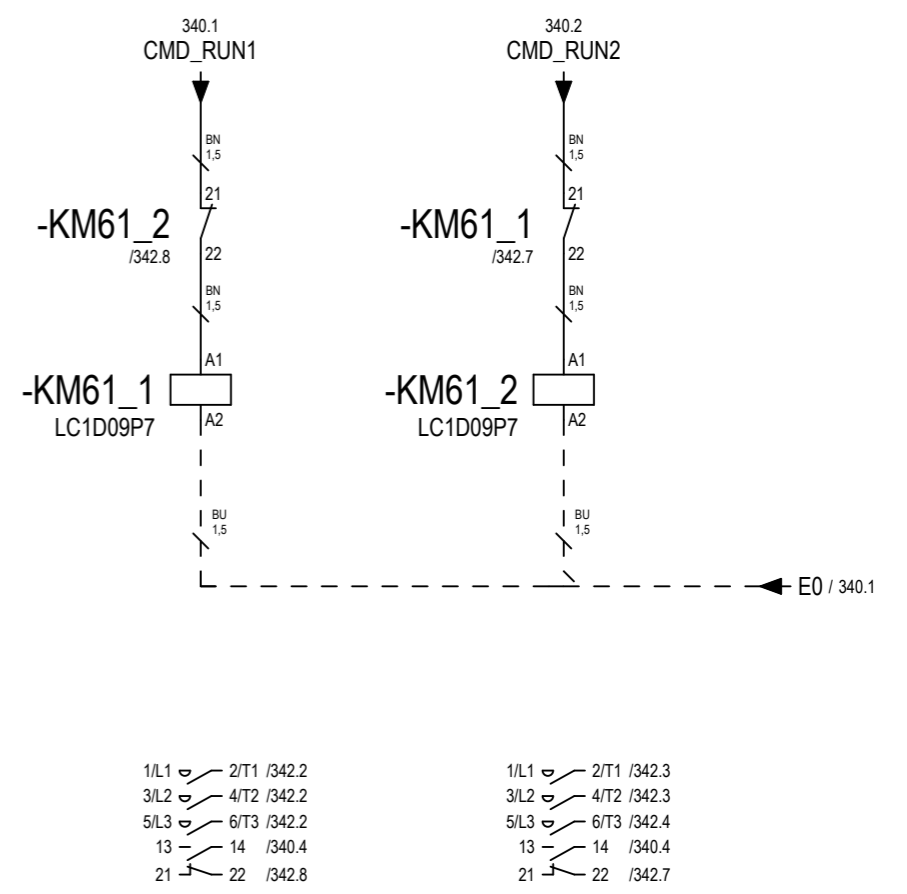 340.1 340.2
CMD_RUN1 CMD_RUN2
BN BN
1,5 1,5
21 21
-KM61_2 -KM61_1
/342.8 22 /342.7 22
BN BN
1,5 1,5
A1 A1
-KM61_1 -KM61_2
LC1D09P7 A2 LC1D09P7 A2
BU BU
1,5 1,5
E0 / 340.1
1/L1 2/T1 /342.2 1/L1 2/T1 /342.3
3/L2 4/T2 /342.2 3/L2 4/T2 /342.3
5/L3 6/T3 /342.2 5/L3 6/T3 /342.4
13 14 /340.4 13 14 /340.4
21 22 /342.8 21 22 /342.7